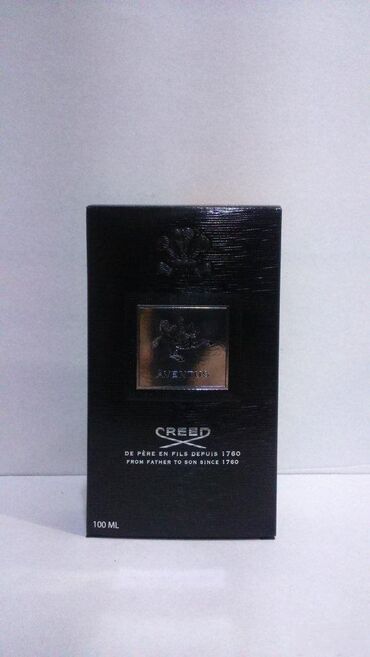 AVENTUS
CREED
DE PÈRE EN FILS DEPUIS 1760
FROM FATHER TO SON SINCE 1760
100 ML